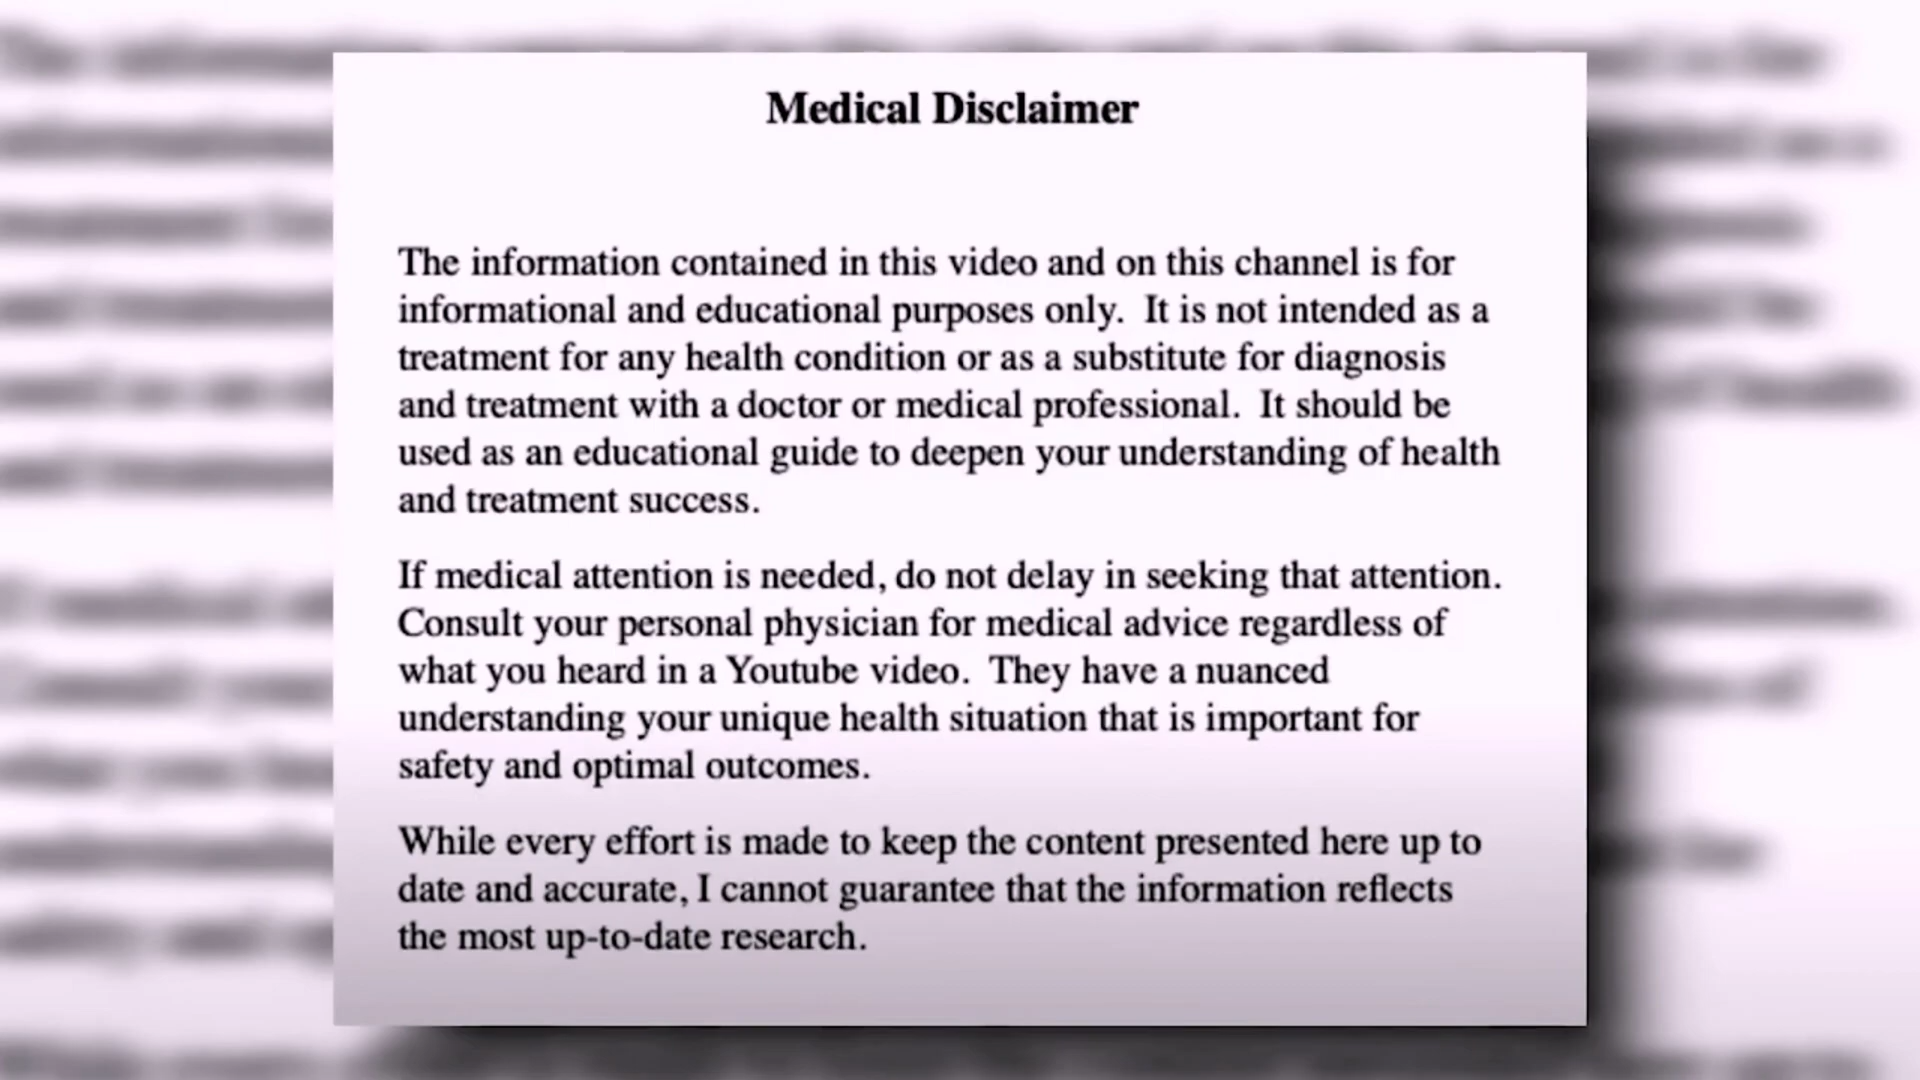 Medical Disclaimer
The information contained in this video and on this channel is for
informational and educational purposes only.  It is not intended as a
treatment for any health condition or as a substitute for diagnosis
and treatment with a doctor or medical professional.  It should be
used as an educational guide to deepen your understanding of health
and treatment success.
If medical attention is needed, do not delay in seeking that attention.
Consult your personal physician for medical advice regardless of
what you heard in a Youtube video.  They have a nuanced
understanding your unique health situation that is important for
safety and optimal outcomes.
While every effort is made to keep the content presented here up to
date and accurate, I cannot guarantee that the information reflects
the most up-to-date research.